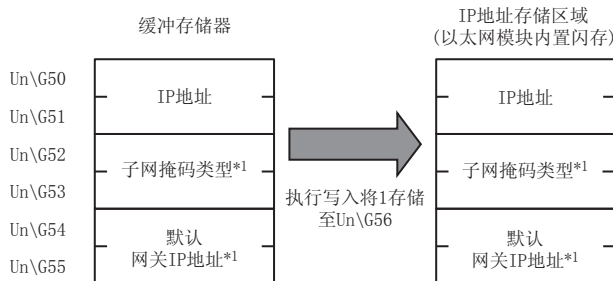 缓冲存储器
IP地址存储区域
(以太网模块内置闪存)
Un\G50
Un\G51
IP地址
IP地址
Un\G52
Un\G53
子网掩码类型*1
子网掩码类型*1
执行写入将1存储
至Un\G56
Un\G54
Un\G55
默认
网关IP地址*1
默认
网关IP地址*1